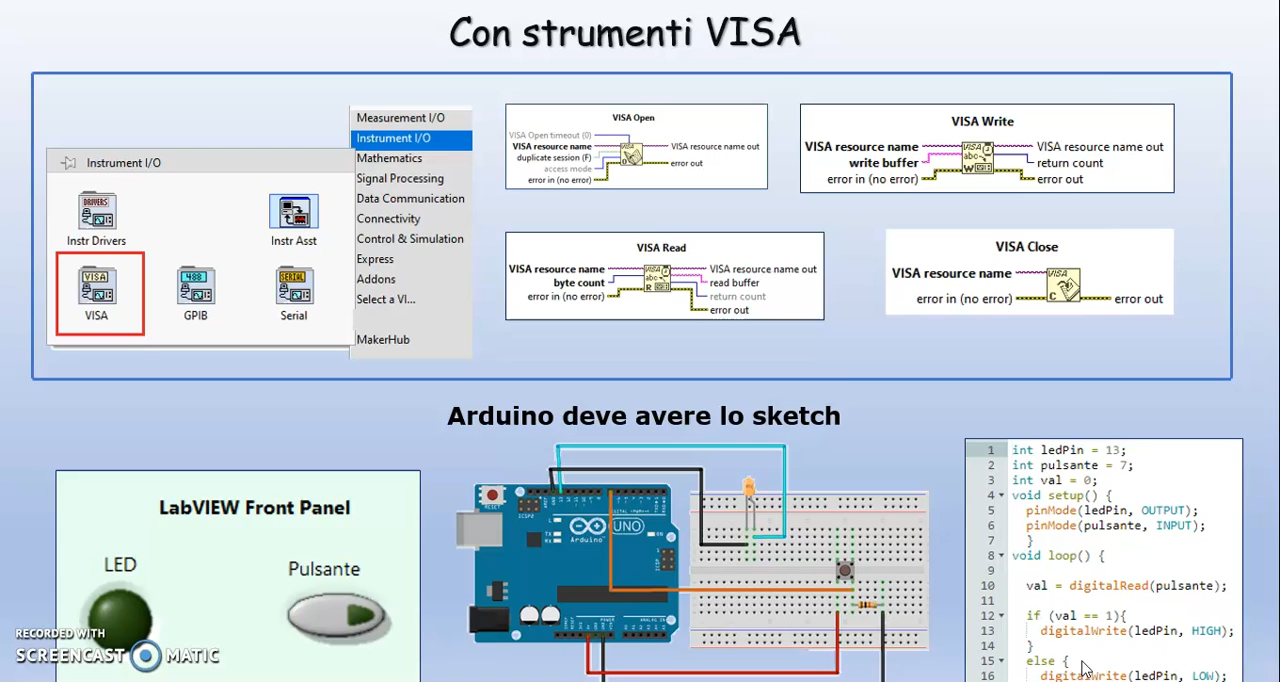 Con strumenti VISA
Instrument I/O
Instr Drivers
Instr Asst
VISA
GPIB
Serial
Measurement I/O
Instrument I/O
Mathematics
Signal Processing
Data Communication
Connectivity
Control & Simulation
Express
Addons
Select a VI...
MakerHub
VISA Open
VISA Open timeout (0)
VISA resource name
duplicate session (F)
access mode
error in (no error)
VISA resource name out
error out
VISA Write
VISA resource name
write buffer
error in (no error)
VISA resource name out
return count
error out
VISA Read
VISA resource name
byte count
error in (no error)
VISA resource name out
read buffer
return count
error out
VISA Close
VISA resource name
error in (no error)
error out
Arduino deve avere lo sketch
LabVIEW Front Panel
LED
Pulsante
UNO
Arduino
1 int ledPin = 13;
2 int pulsante = 7;
3 int val = 0;
4 void setup() {
5 pinMode(ledPin, OUTPUT);
6 pinMode(pulsante, INPUT);
7 }
8 void loop() {
9
10 val = digitalRead(pulsante);
11
12 if (val == 1){
13 digitalWrite(ledPin, HIGH);
14 }
15 else {
16 digitalWrite(ledPin, LOW);
RECORDED WITH
SCREENCAST MATIC